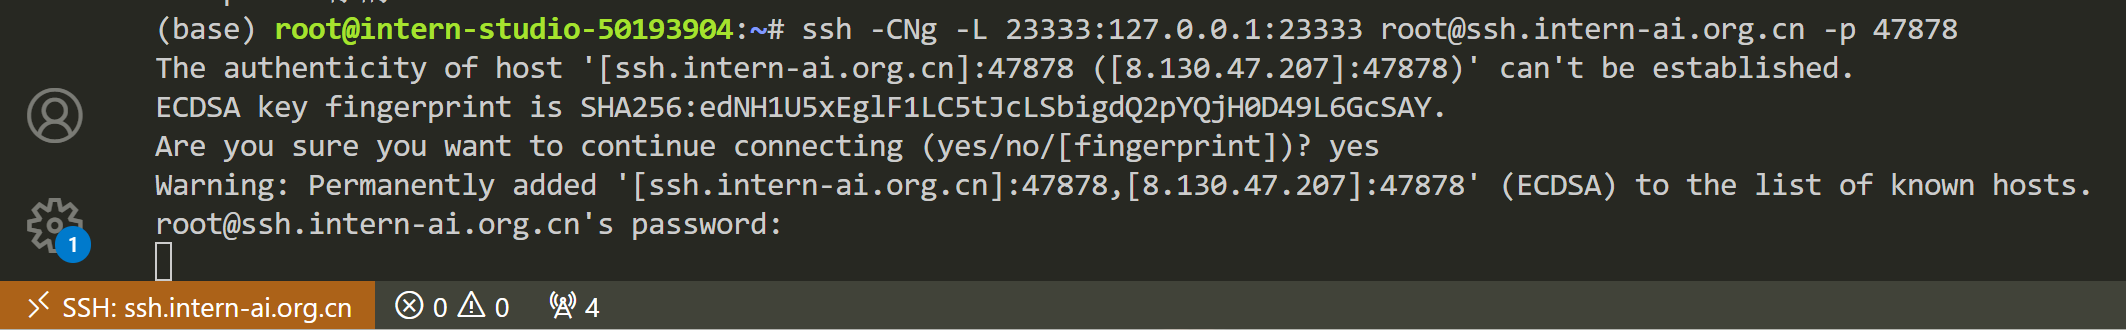 (base) root@intern-studio-50193904:~# ssh -CNg -L 23333:127.0.0.1:23333 root@ssh.intern-ai.org.cn -p 47878
The authenticity of host '[ssh.intern-ai.org.cn]:47878 ([8.130.47.207]:47878)' can't be established.
ECDSA key fingerprint is SHA256:edNH1U5xEglF1LC5tJcLSbigdQ2pYQjH0D49L6GcSAY.
Are you sure you want to continue connecting (yes/no/[fingerprint])? yes
Warning: Permanently added '[ssh.intern-ai.org.cn]:47878,[8.130.47.207]:47878' (ECDSA) to the list of known hosts.
root@ssh.intern-ai.org.cn's password:
1
SSH: ssh.intern-ai.org.cn 0 0 4